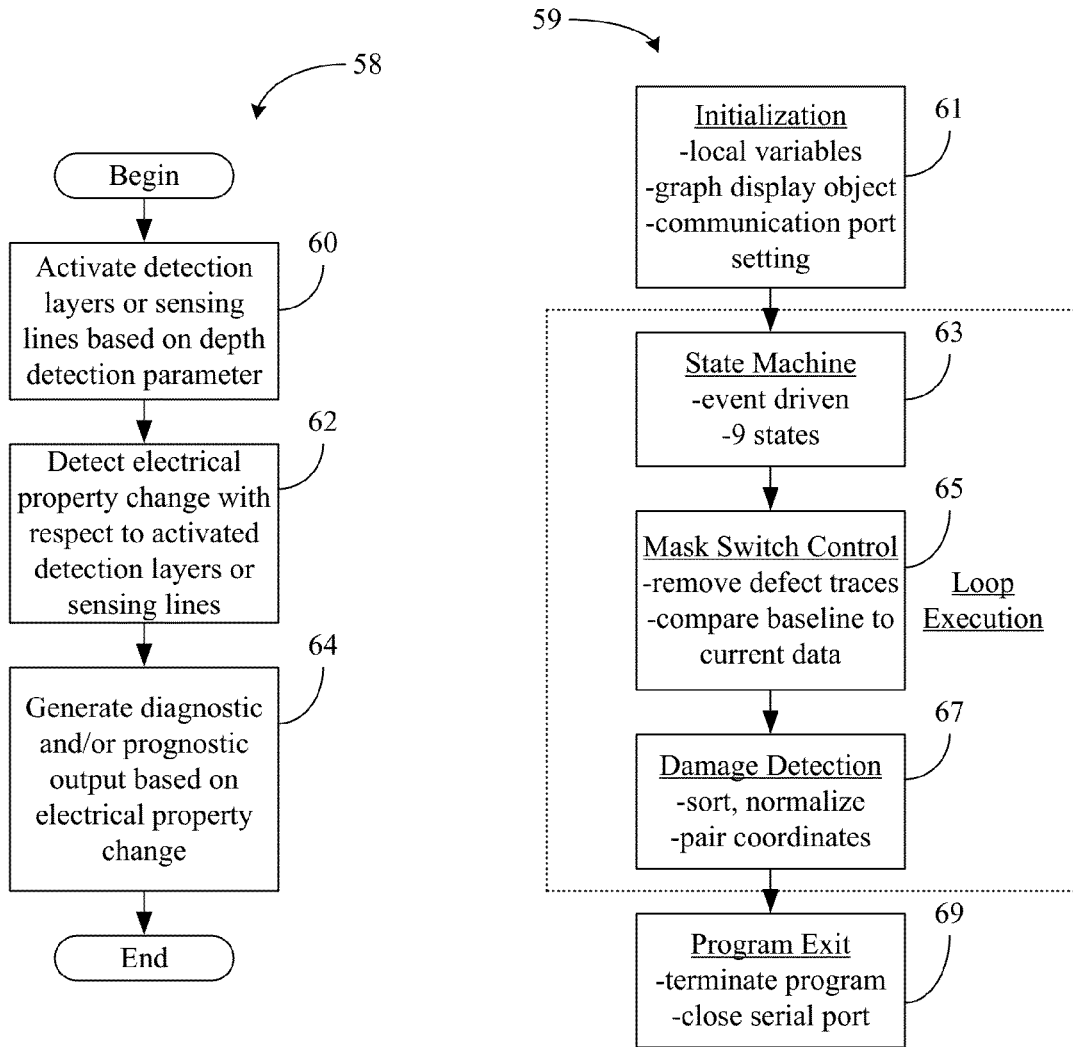 58
Begin
60
Activate detection
layers or sensing
lines based on depth
detection parameter
62
Detect electrical
property change with
respect to activated
detection layers or
sensing lines
64
Generate diagnostic
and/or prognostic
output based on
electrical property
change
End
59
61
Initialization
-local variables
-graph display object
-communication port
setting
63
State Machine
-event driven
-9 states
65
Mask Switch Control
-remove defect traces
-compare baseline to
current data
Loop
Execution
67
Damage Detection
-sort, normalize
-pair coordinates
69
Program Exit
-terminate program
-close serial port